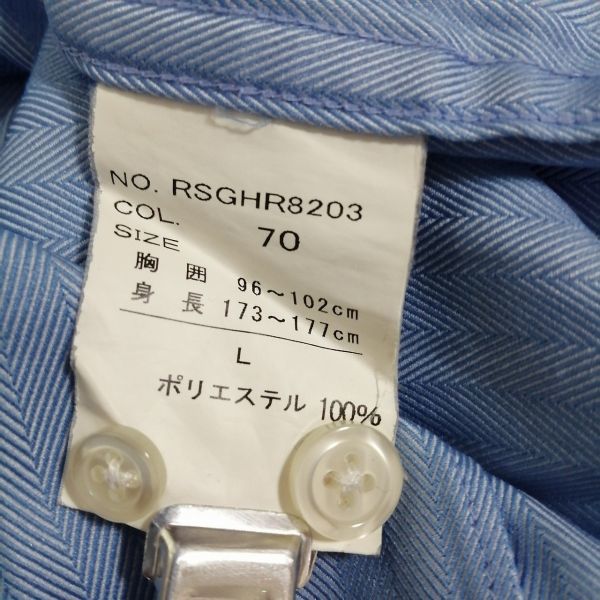 NO. RSGHR8203
COL. 70
SIZE
胸囲 96～102cm
身長 173～177cm
L
ポリエステル 100%